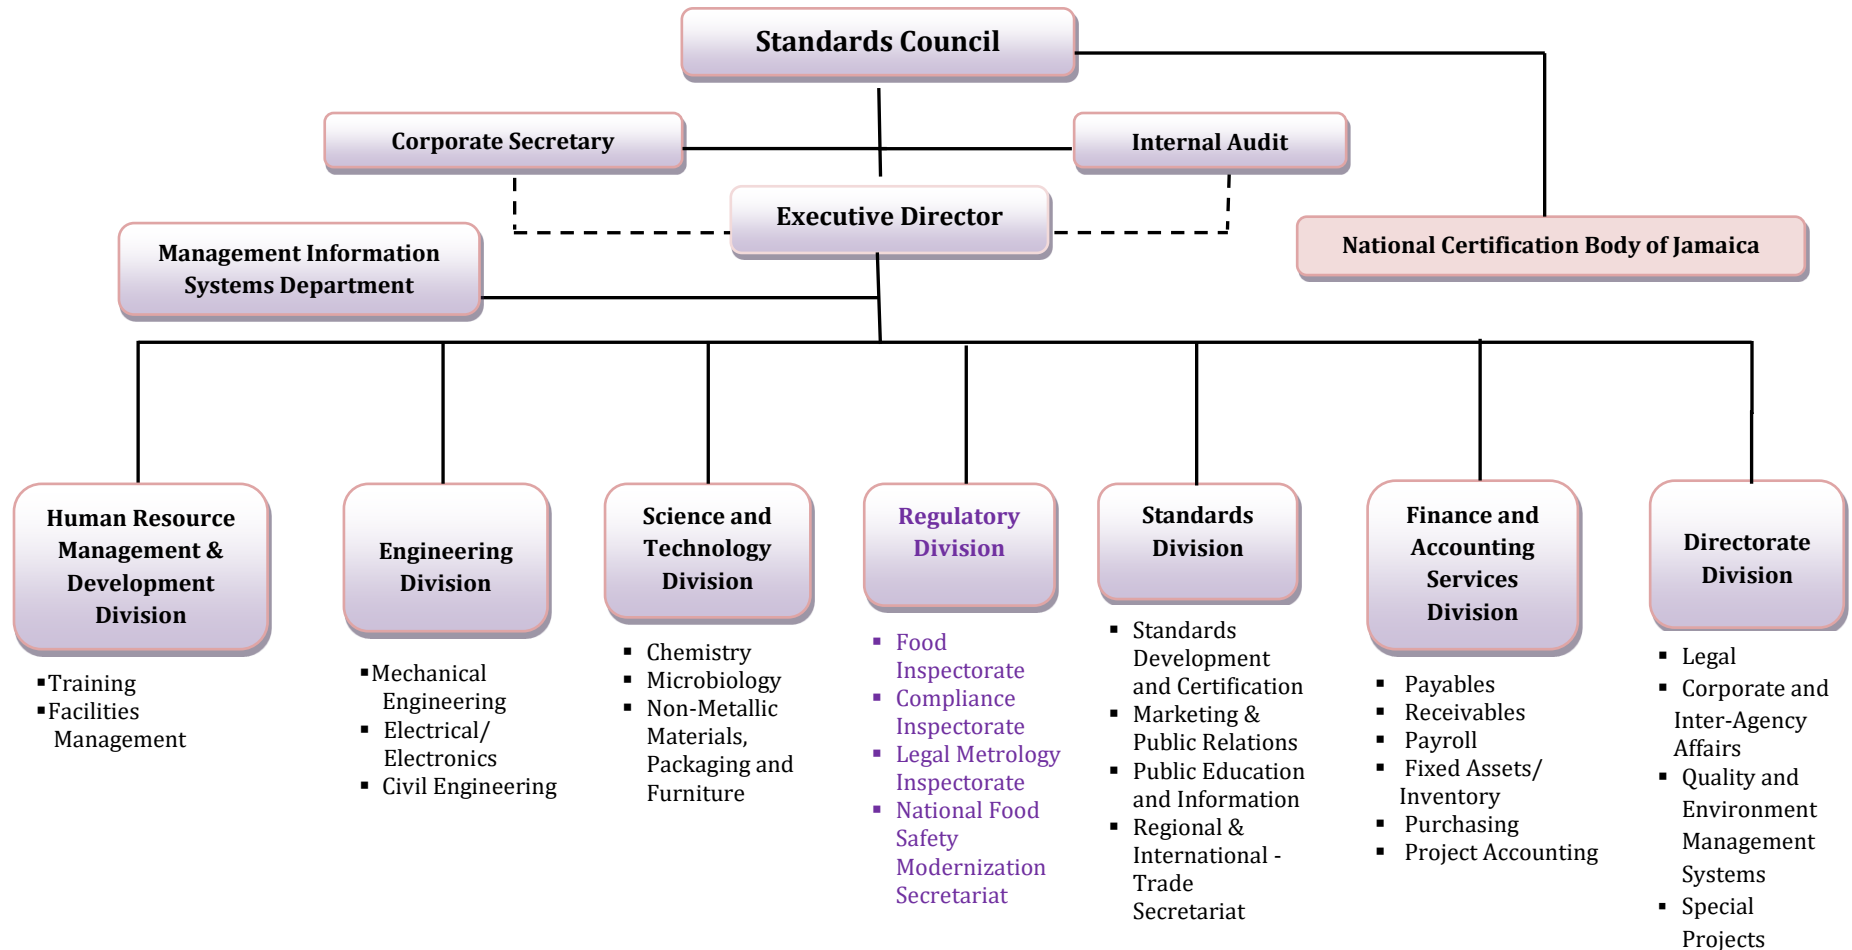 Standards Council
Corporate Secretary
Internal Audit
Executive Director
Management Information
Systems Department
National Certification Body of Jamaica
Human Resource
Management &
Development
Division
▪Training
▪Facilities
Management
Engineering
Division
▪Mechanical
Engineering
▪ Electrical/
Electronics
▪ Civil Engineering
Science and
Technology
Division
▪ Chemistry
▪ Microbiology
▪ Non-Metallic
Materials,
Packaging and
Furniture
Regulatory
Division
▪ Food
Inspectorate
▪ Compliance
Inspectorate
▪ Legal Metrology
Inspectorate
▪ National Food
Safety
Modernization
Secretariat
Standards
Division
▪ Standards
Development
and Certification
▪ Marketing &
Public Relations
▪ Public Education
and Information
▪ Regional &
International -
Trade
Secretariat
Finance and
Accounting
Services
Division
▪ Payables
▪ Receivables
▪ Payroll
▪ Fixed Assets/
Inventory
▪ Purchasing
▪ Project Accounting
Directorate
Division
▪ Legal
▪ Corporate and
Inter-Agency
Affairs
▪ Quality and
Environment
Management
Systems
▪ Special
Projects